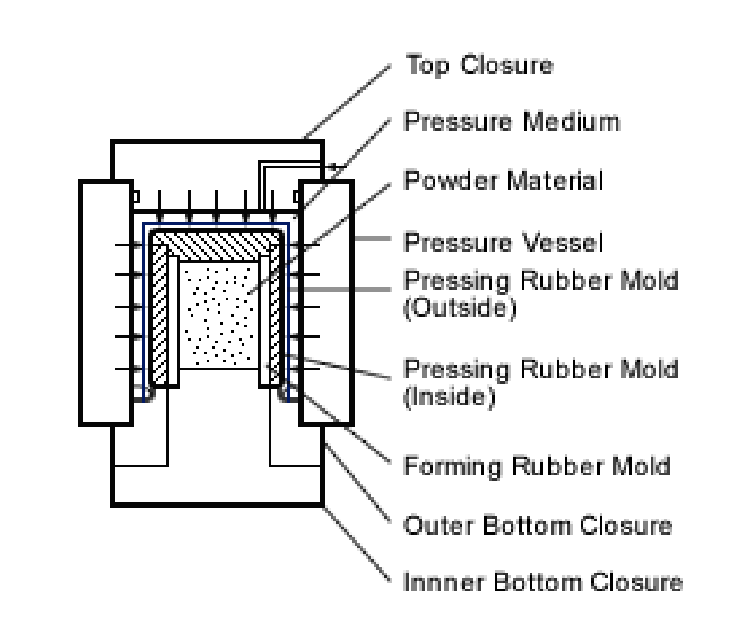 Top Closure
Pressure Medium
Powder Material
Pressure Vessel
Pressing Rubber Mold
(Outside)
Pressing Rubber Mold
(Inside)
Forming Rubber Mold
Outer Bottom Closure
Innner Bottom Closure